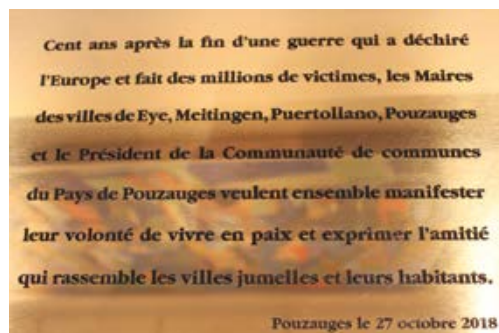 Cent ans après la fin d'une guerre qui a déchiré
l'Europe et fait des millions de victimes, les Maires
des villes de Eye, Meitingen, Puertollano, Pouzauges
et le Président de la Communauté de communes
du Pays de Pouzauges veulent ensemble manifester
leur volonté de vivre en paix et exprimer l'amitié
qui rassemble les villes jumelles et leurs habitants.
Pouzauges le 27 octobre 2018